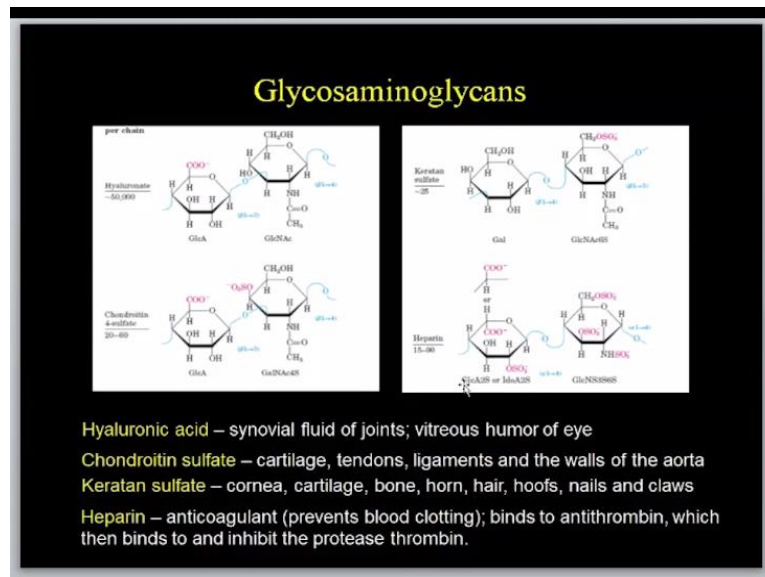 Glycosaminoglycans
per chain
Hyaluronate
~50,000
GlcA
GlcNAc
Chondroitin
4-sulfate
20–60
GlcA
GalNAc4S
Keratan
sulfate
~25
Gal
GlcNAc6S
or
Heparin
15–90
GlcA2S or IdoA2S
GlcNS3S6S
Hyaluronic acid – synovial fluid of joints; vitreous humor of eye
Chondroitin sulfate – cartilage, tendons, ligaments and the walls of the aorta
Keratan sulfate – cornea, cartilage, bone, horn, hair, hoofs, nails and claws
Heparin – anticoagulant (prevents blood clotting); binds to antithrombin, which
then binds to and inhibit the protease thrombin.